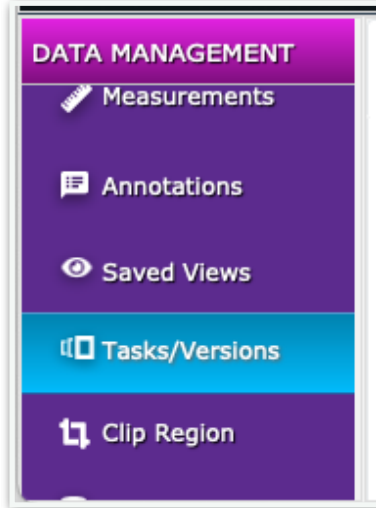 DATA MANAGEMENT
Measurements
Annotations
Saved Views
Tasks/Versions
Clip Region